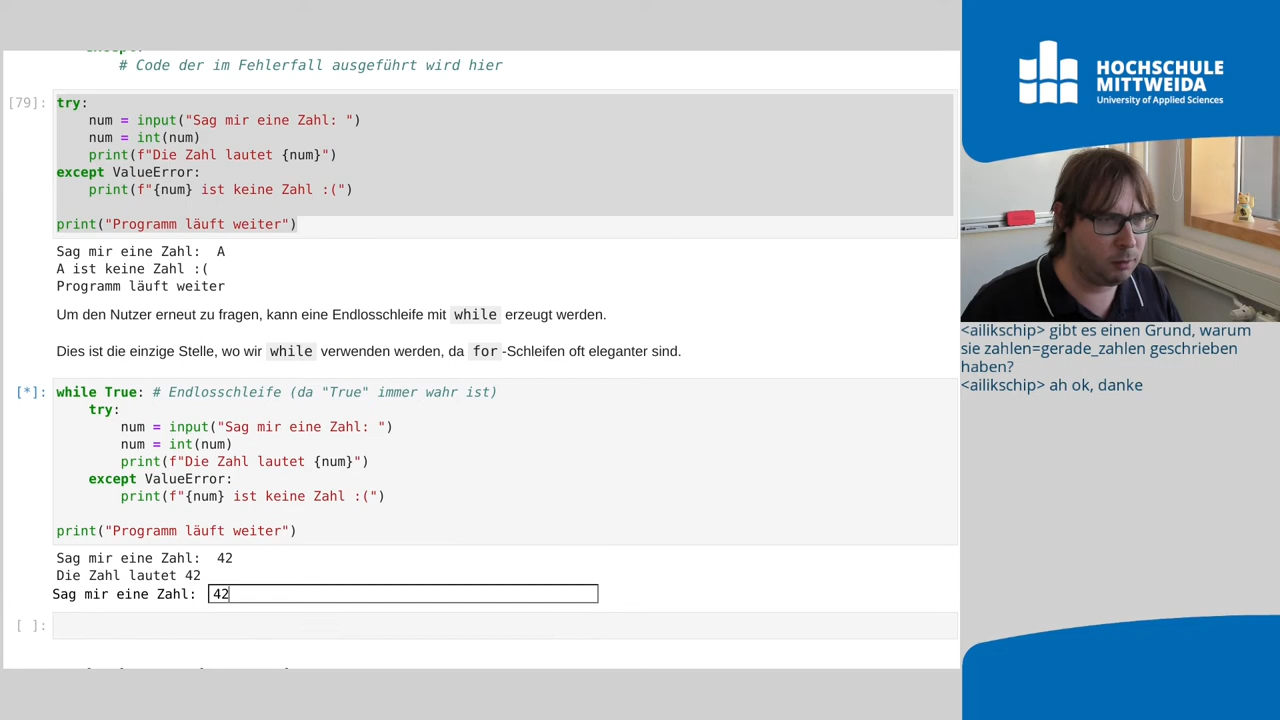 # Code der im Fehlerfall ausgeführt wird hier
[79]: try:
num = input("Sag mir eine Zahl: ")
num = int(num)
print(f"Die Zahl lautet {num}")
except ValueError:
print(f"{num} ist keine Zahl :(")
print("Programm läuft weiter")
Sag mir eine Zahl:  A
A ist keine Zahl :(
Programm läuft weiter
Um den Nutzer erneut zu fragen, kann eine Endlosschleife mit while erzeugt werden.
Dies ist die einzige Stelle, wo wir while verwenden werden, da for -Schleifen oft eleganter sind.
[*]: while True: # Endlosschleife (da "True" immer wahr ist)
try:
num = input("Sag mir eine Zahl: ")
num = int(num)
print(f"Die Zahl lautet {num}")
except ValueError:
print(f"{num} ist keine Zahl :(")
print("Programm läuft weiter")
Sag mir eine Zahl:  42
Die Zahl lautet 42
Sag mir eine Zahl: 42
[ ]:
HOCHSCHULE
MITTWEIDA
University of Applied Sciences
<ailikschip> gibt es einen Grund, warum
sie zahlen=gerade_zahlen geschrieben
haben?
<ailikschip> ah ok, danke